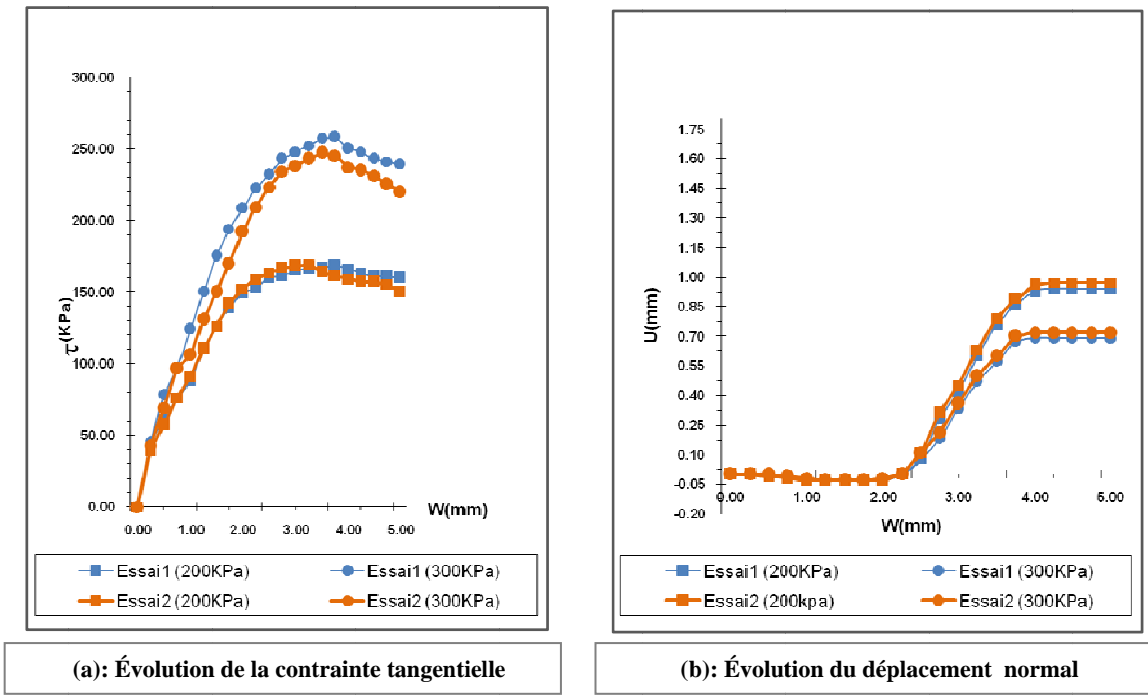 300.00
250.00
200.00
150.00
100.00
50.00
0.00
τ(KPa)
0.00 1.00 2.00 3.00 4.00 5.00
W(mm)
Essai1 (200KPa) Essai1 (300KPa)
Essai2 (200KPa) Essai2 (300KPa)
(a): Évolution de la contrainte tangentielle
1.75
1.60
1.45
1.30
1.15
1.00
0.85
0.70
0.55
0.40
0.25
0.10
-0.05
-0.20
U(mm)
0.00 1.00 2.00 3.00 4.00 5.00 6.00
W(mm)
Essai1 (200KPa) Essai1 (300KPa)
Essai2 (200kpa) Essai2 (300KPa)
(b): Évolution du déplacement normal